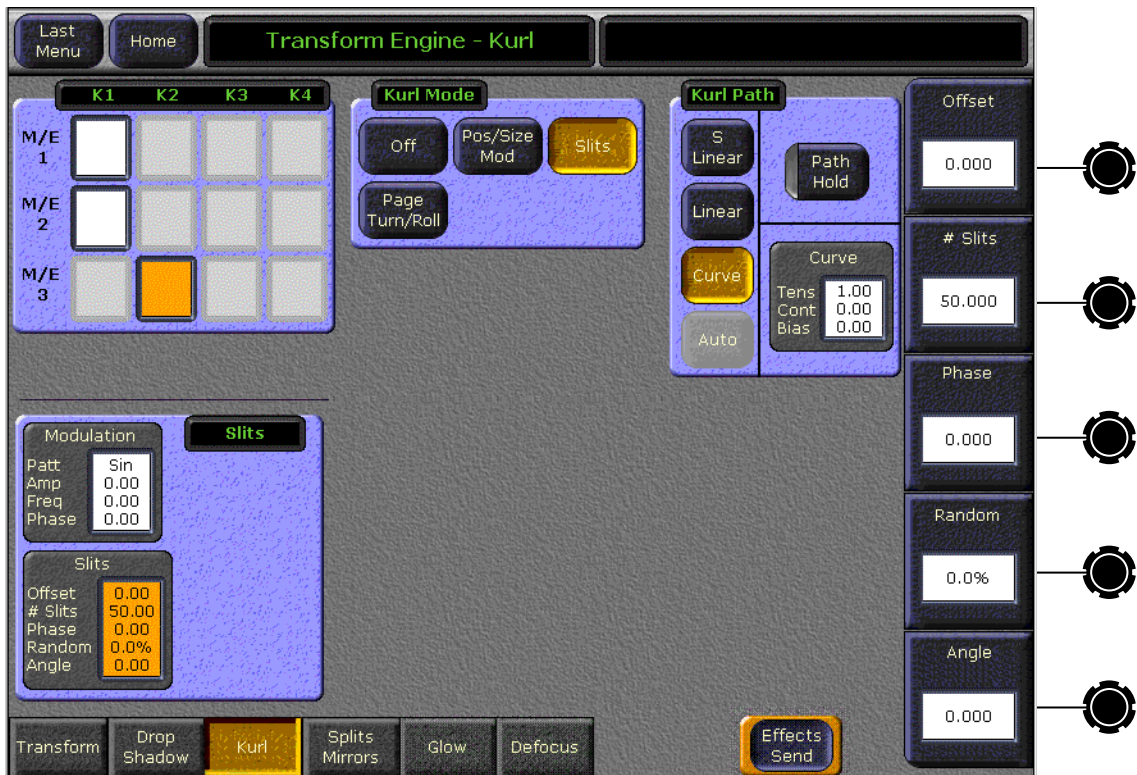 Last
Menu
Home
Transform Engine - Kurl
K1 K2 K3 K4
M/E
1
M/E
2
M/E
3
Kurl Mode
Off
Pos/Size
Mod
Slits
Page
Turn/Roll
Kurl Path
S
Linear
Linear
Curve
Auto
Path
Hold
Curve
Tens 1.00
Cont 0.00
Bias 0.00
Offset
0.000
# Slits
50.000
Phase
0.000
Random
0.0%
Angle
0.000
Slits
Modulation
Patt Sin
Amp 0.00
Freq 0.00
Phase 0.00
Slits
Offset 0.00
# Slits 50.00
Phase 0.00
Random 0.0%
Angle 0.00
Transform
Drop
Shadow
Kurl
Splits
Mirrors
Glow
Defocus
Effects
Send